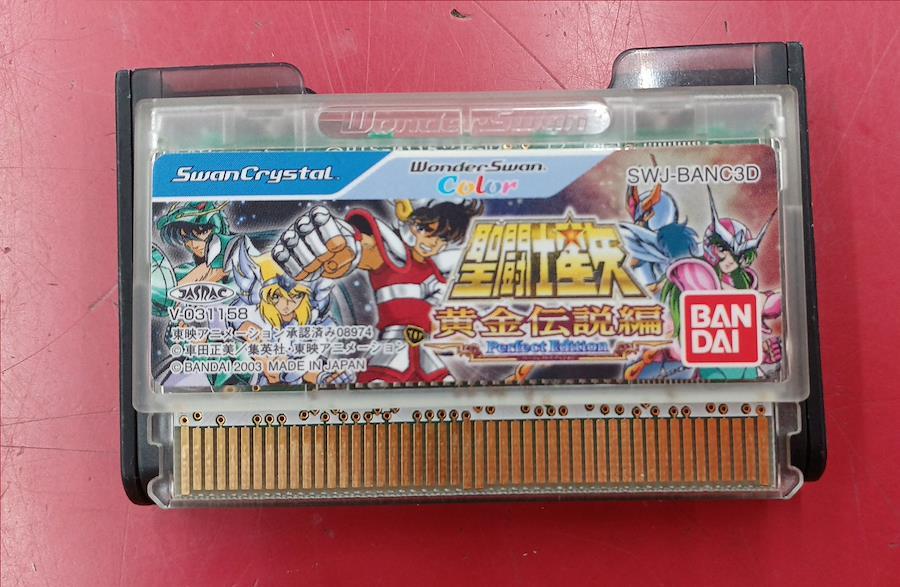 WonderSwan
SwanCrystal™
WonderSwan™
Color
SWJ-BANC3D
聖闘士星矢
黄金伝説編
Perfect Edition
JASRAC
V-031158
東映アニメーション承認済み08974
© 車田正美/集英社・東映アニメーション
© BANDAI 2003 MADE IN JAPAN
BAN
DAI